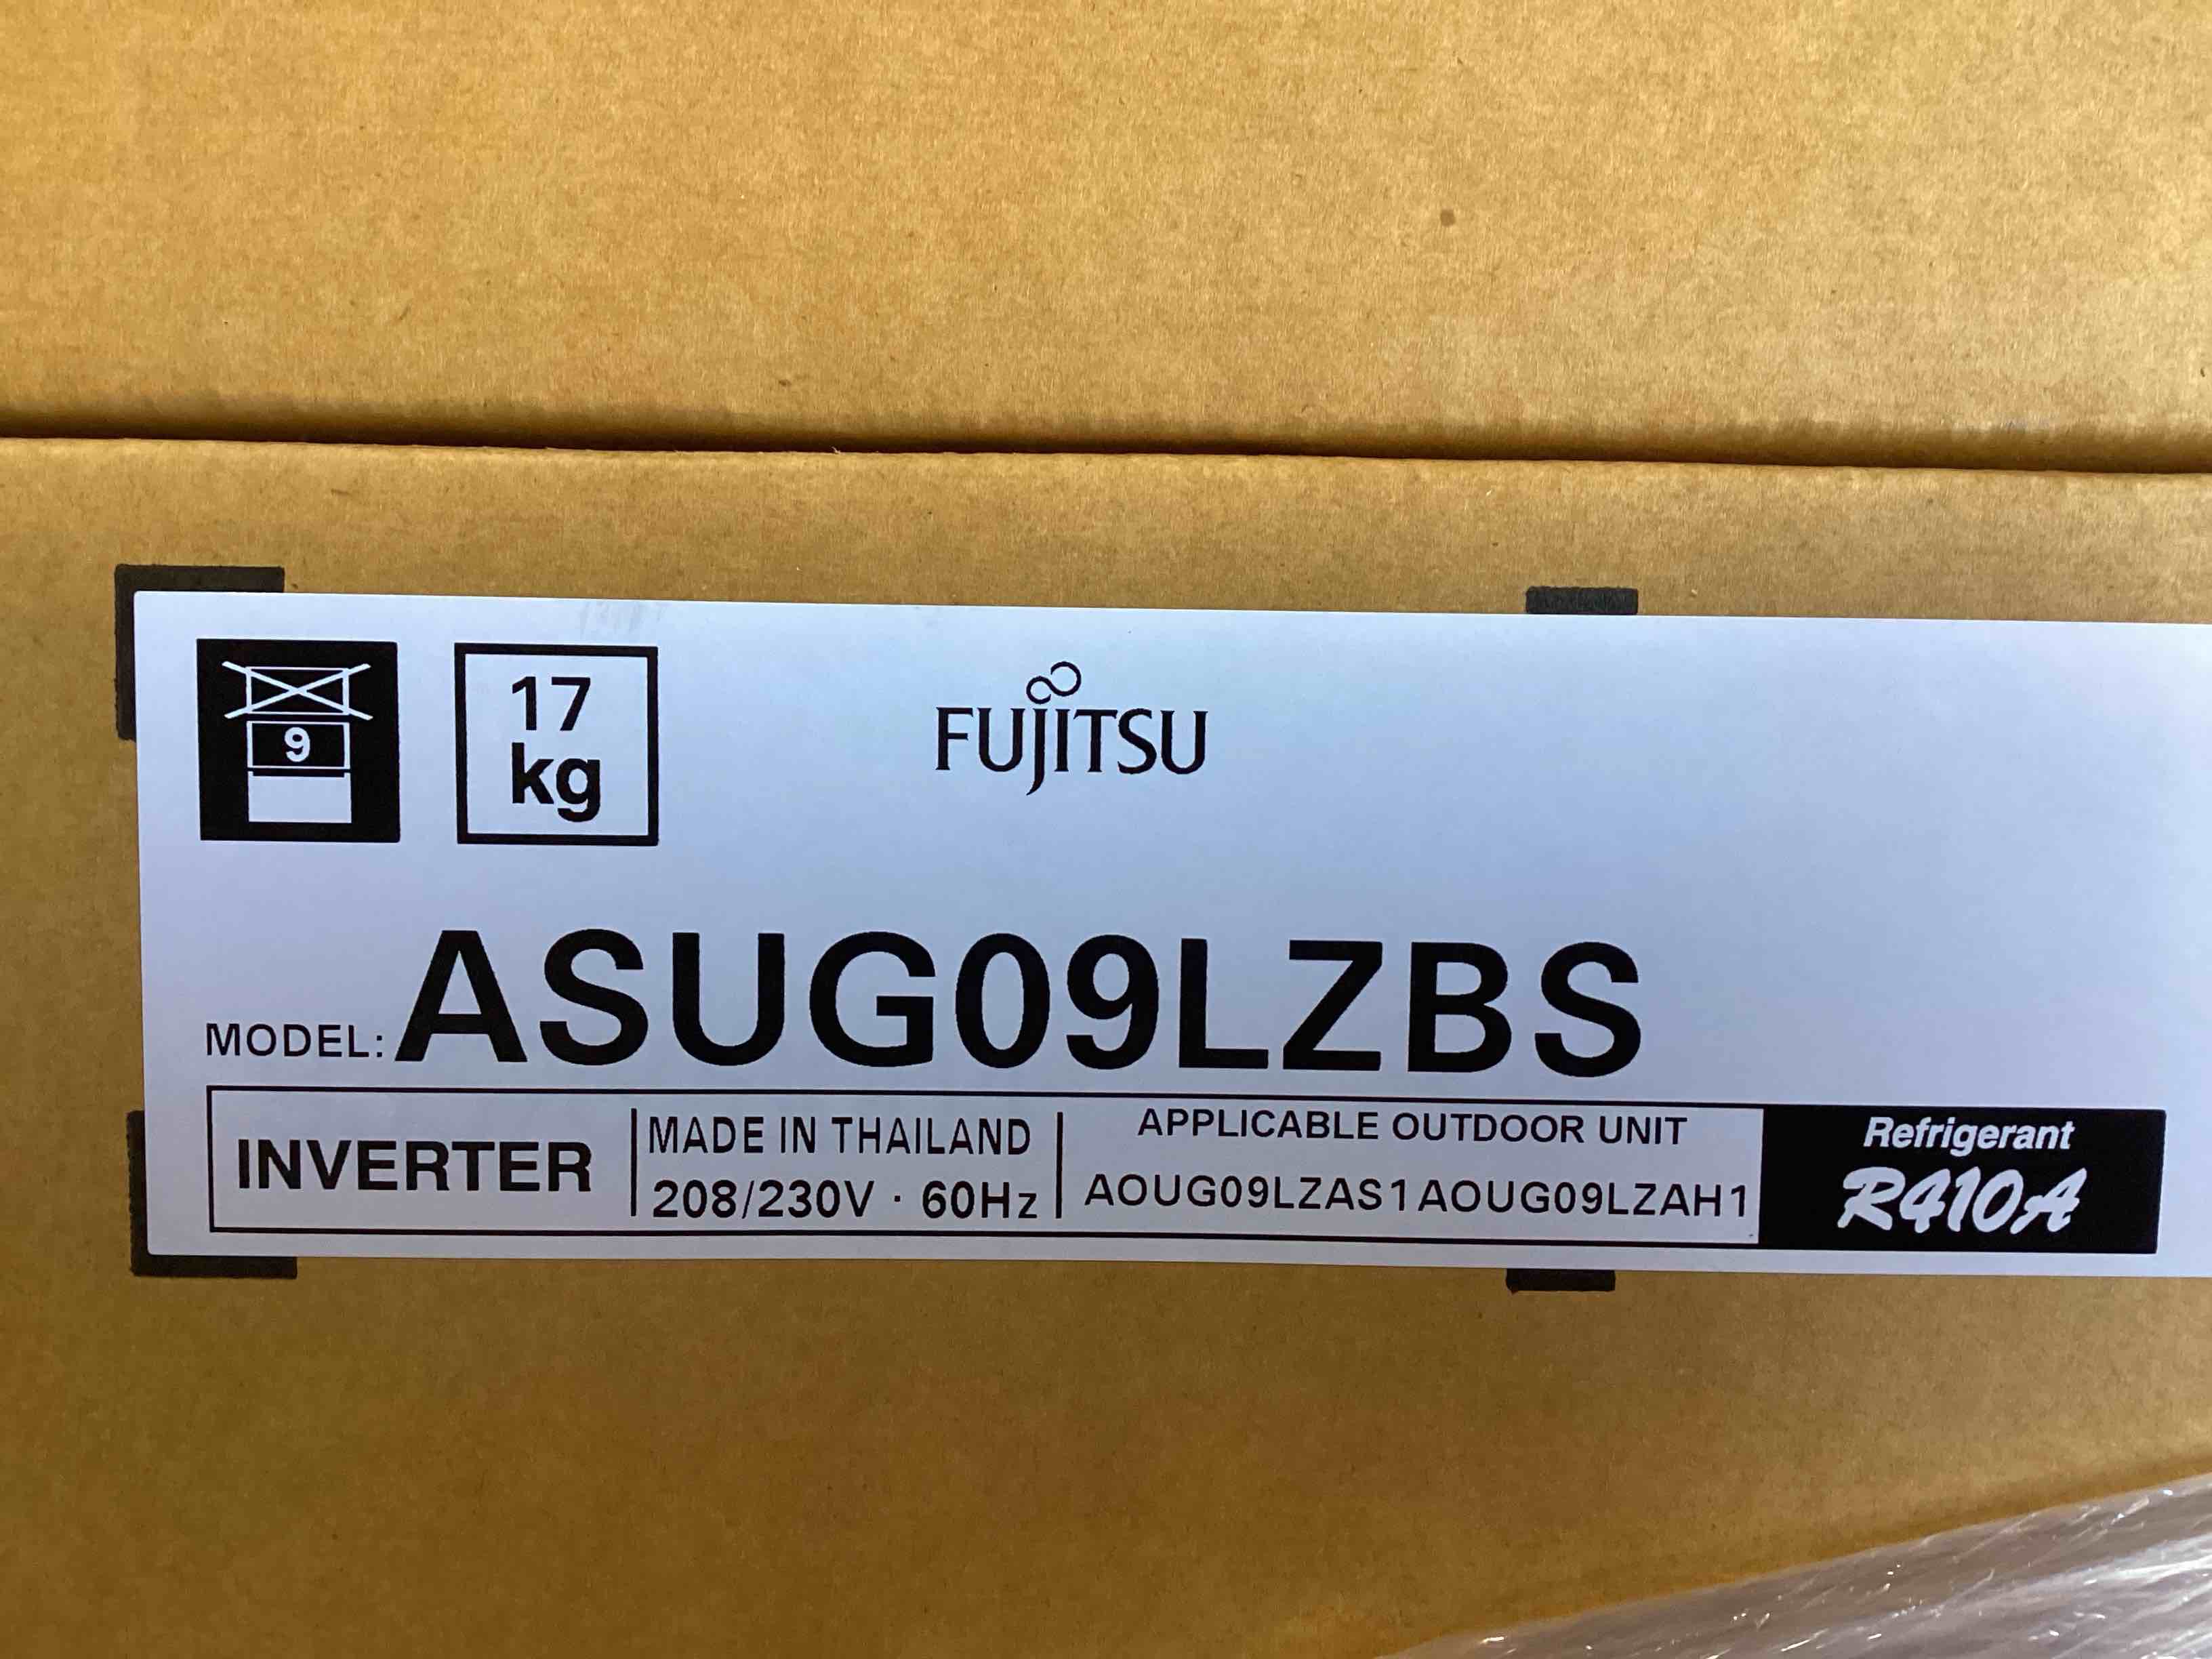 9
17
kg
FUJITSU
MODEL: ASUG09LZBS
INVERTER
MADE IN THAILAND
208/230V · 60Hz
APPLICABLE OUTDOOR UNIT
AOUG09LZAS1 AOUG09LZAH1
Refrigerant
R410A